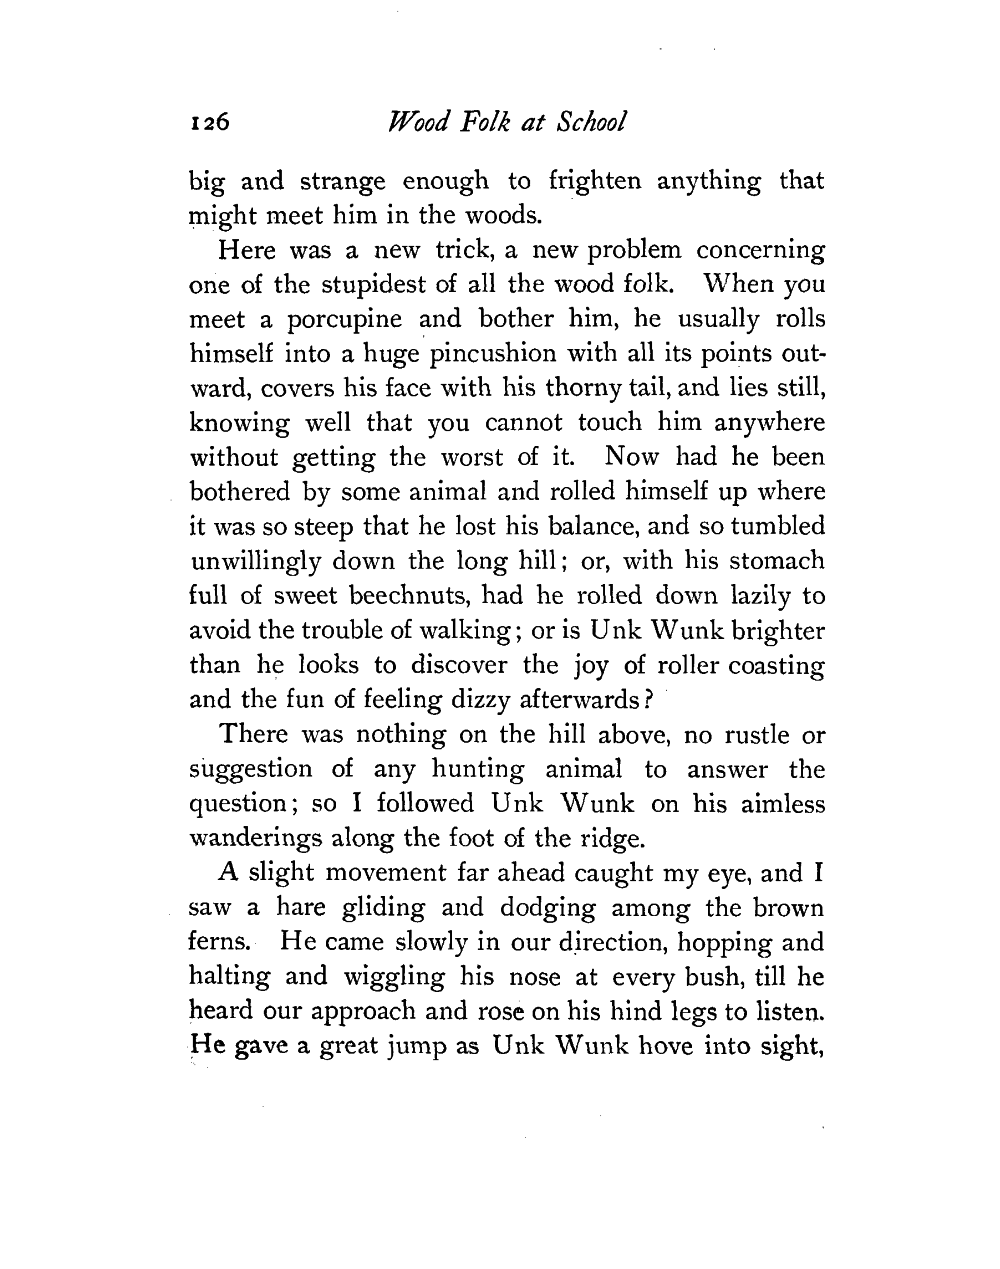 126 Wood Folk at School
big and strange enough to frighten anything that
might meet him in the woods.
Here was a new trick, a new problem concerning
one of the stupidest of all the wood folk. When you
meet a porcupine and bother him, he usually rolls
himself into a huge pincushion with all its points out-
ward, covers his face with his thorny tail, and lies still,
knowing well that you cannot touch him anywhere
without getting the worst of it. Now had he been
bothered by some animal and rolled himself up where
it was so steep that he lost his balance, and so tumbled
unwillingly down the long hill; or, with his stomach
full of sweet beechnuts, had he rolled down lazily to
avoid the trouble of walking; or is Unk Wunk brighter
than he looks to discover the joy of roller coasting
and the fun of feeling dizzy afterwards?
There was nothing on the hill above, no rustle or
suggestion of any hunting animal to answer the
question; so I followed Unk Wunk on his aimless
wanderings along the foot of the ridge.
A slight movement far ahead caught my eye, and I
saw a hare gliding and dodging among the brown
ferns. He came slowly in our direction, hopping and
halting and wiggling his nose at every bush, till he
heard our approach and rose on his hind legs to listen.
He gave a great jump as Unk Wunk hove into sight,